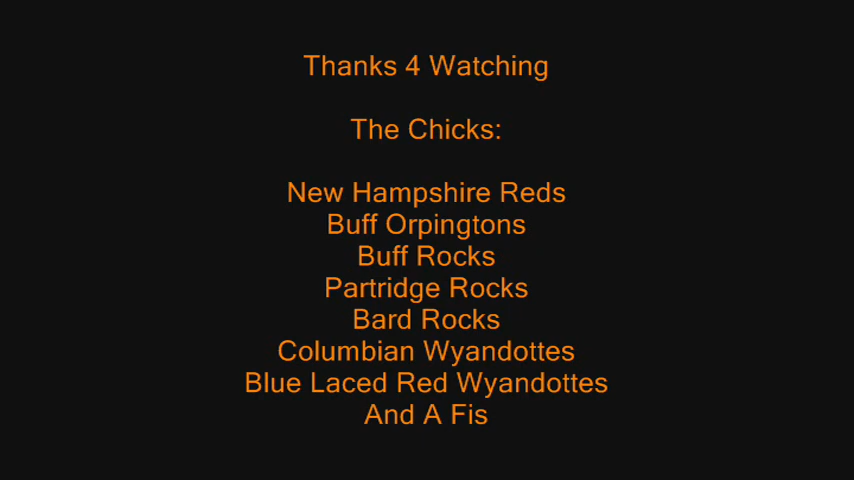 Thanks 4 Watching
The Chicks:
New Hampshire Reds
Buff Orpingtons
Buff Rocks
Partridge Rocks
Bard Rocks
Columbian Wyandottes
Blue Laced Red Wyandottes
And A Fis